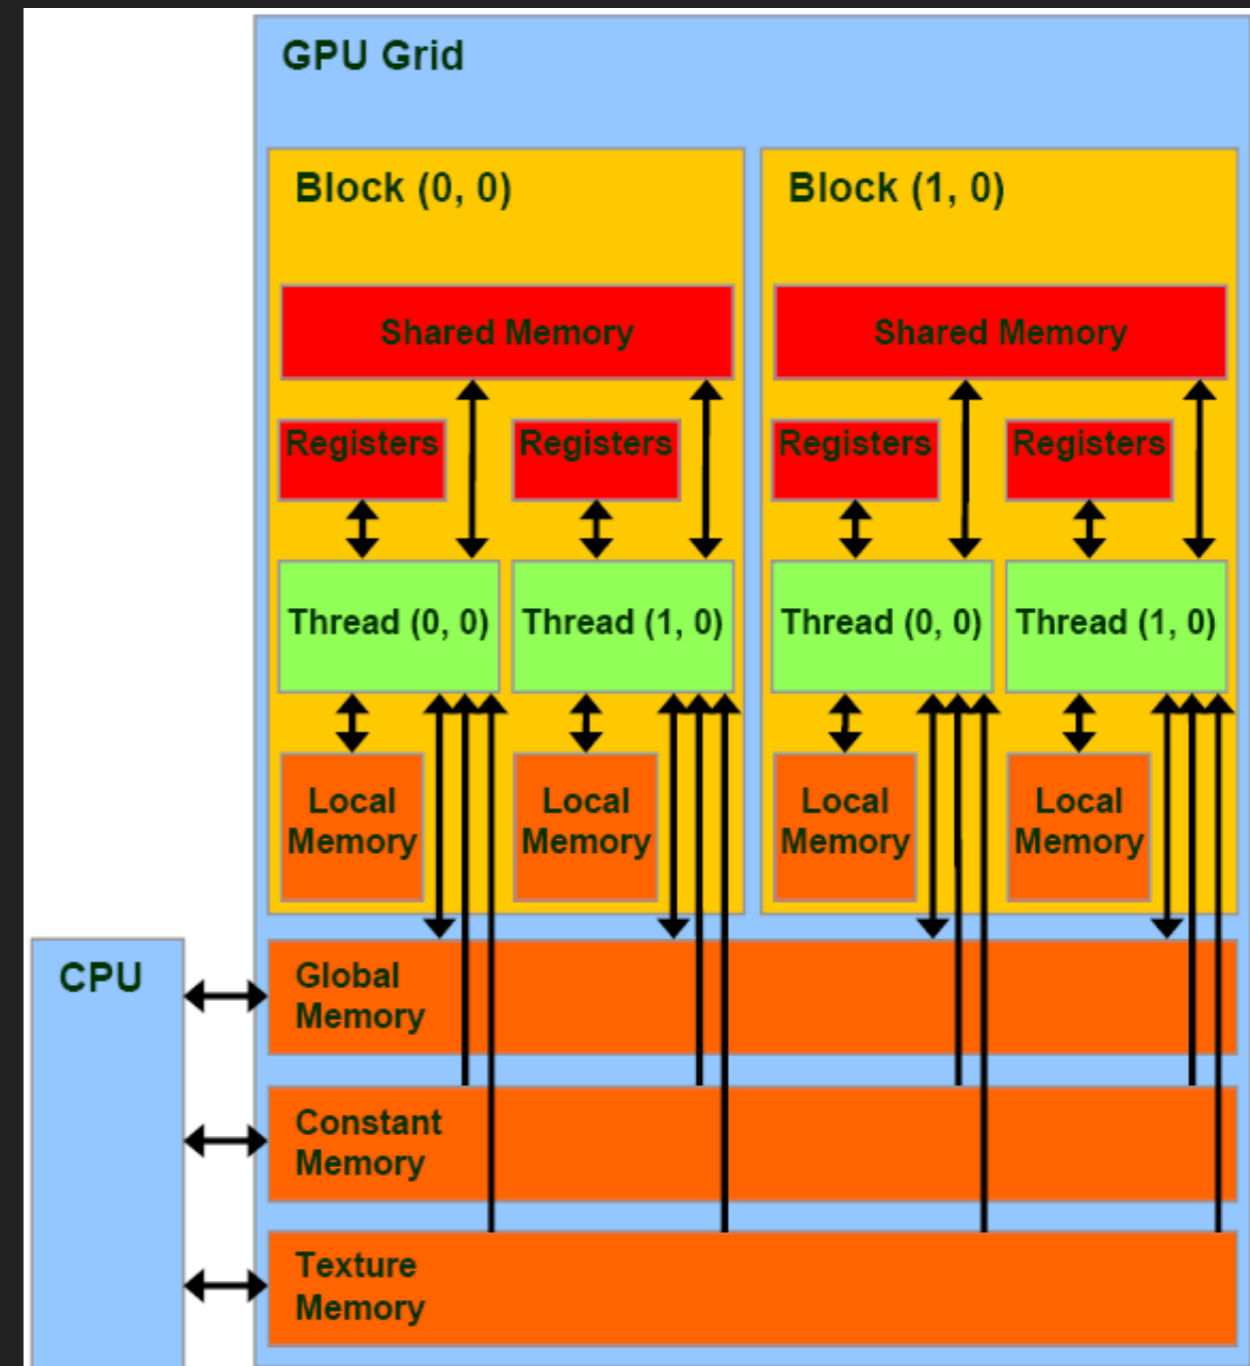 GPU Grid
Block (0, 0)
Block (1, 0)
Shared Memory
Shared Memory
Registers
Registers
Registers
Registers
Thread (0, 0)
Thread (1, 0)
Thread (0, 0)
Thread (1, 0)
Local
Memory
Local
Memory
Local
Memory
Local
Memory
CPU
Global
Memory
Constant
Memory
Texture
Memory